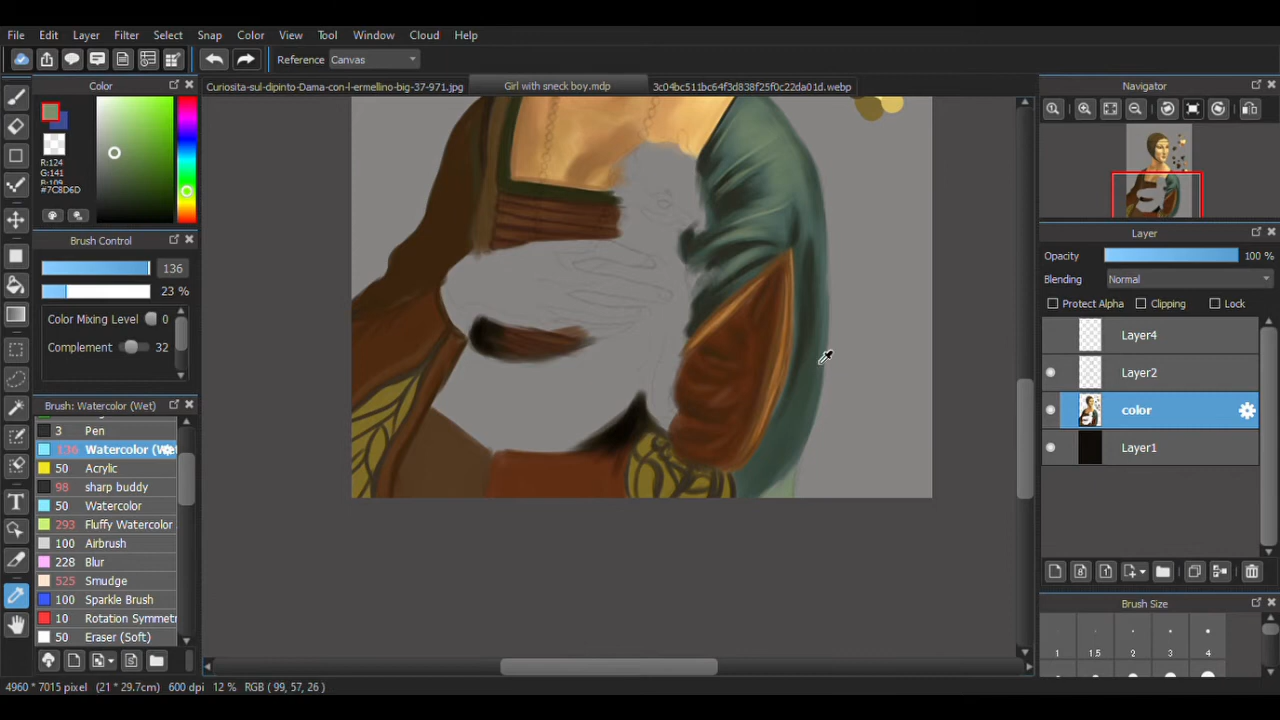 File Edit Layer Filter Select Snap Color View Tool Window Cloud Help
Reference Canvas
Color
Curiosita-sul-dipinto-Dama-con-l-ermellino-big-37-971.jpg
Girl with sneck boy.mdp
3c04bc511bc64f3d838f25c0c22da01d.webp
Navigator
R:124
G:141
B:109
#7C8D6D
Brush Control
136
23 %
Color Mixing Level 0
Complement 32
Brush: Watercolor (Wet)
3 Pen
136 Watercolor (Wet
50 Acrylic
98 sharp buddy
50 Watercolor
293 Fluffy Watercolor
100 Airbrush
228 Blur
525 Smudge
100 Sparkle Brush
10 Rotation Symmetr
50 Eraser (Soft)
Layer
Opacity 100 %
Blending Normal
Protect Alpha Clipping Lock
Layer4
Layer2
color
Layer1
Brush Size
1 1.5 2 3 4
4960 * 7015 pixel (21 * 29.7cm) 600 dpi 12 % RGB ( 99, 57, 26 )